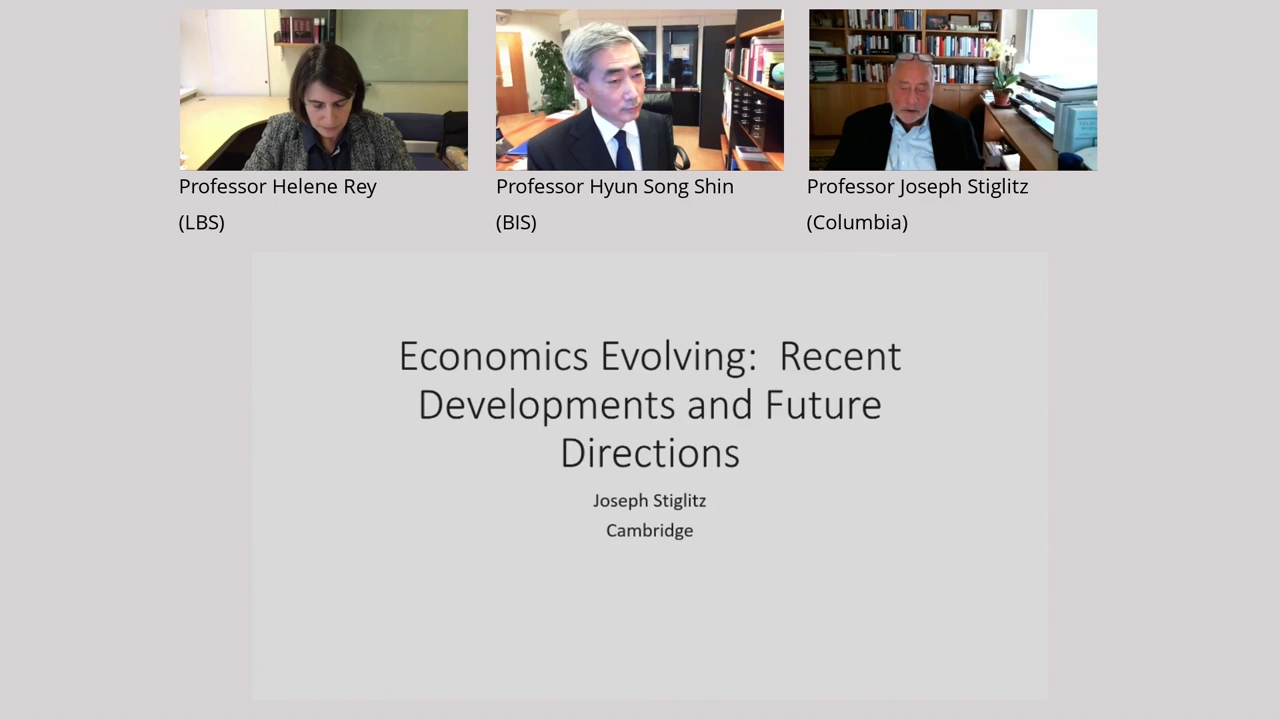 Professor Helene Rey
(LBS)
Professor Hyun Song Shin
(BIS)
Professor Joseph Stiglitz
(Columbia)
Economics Evolving: Recent
Developments and Future
Directions
Joseph Stiglitz
Cambridge